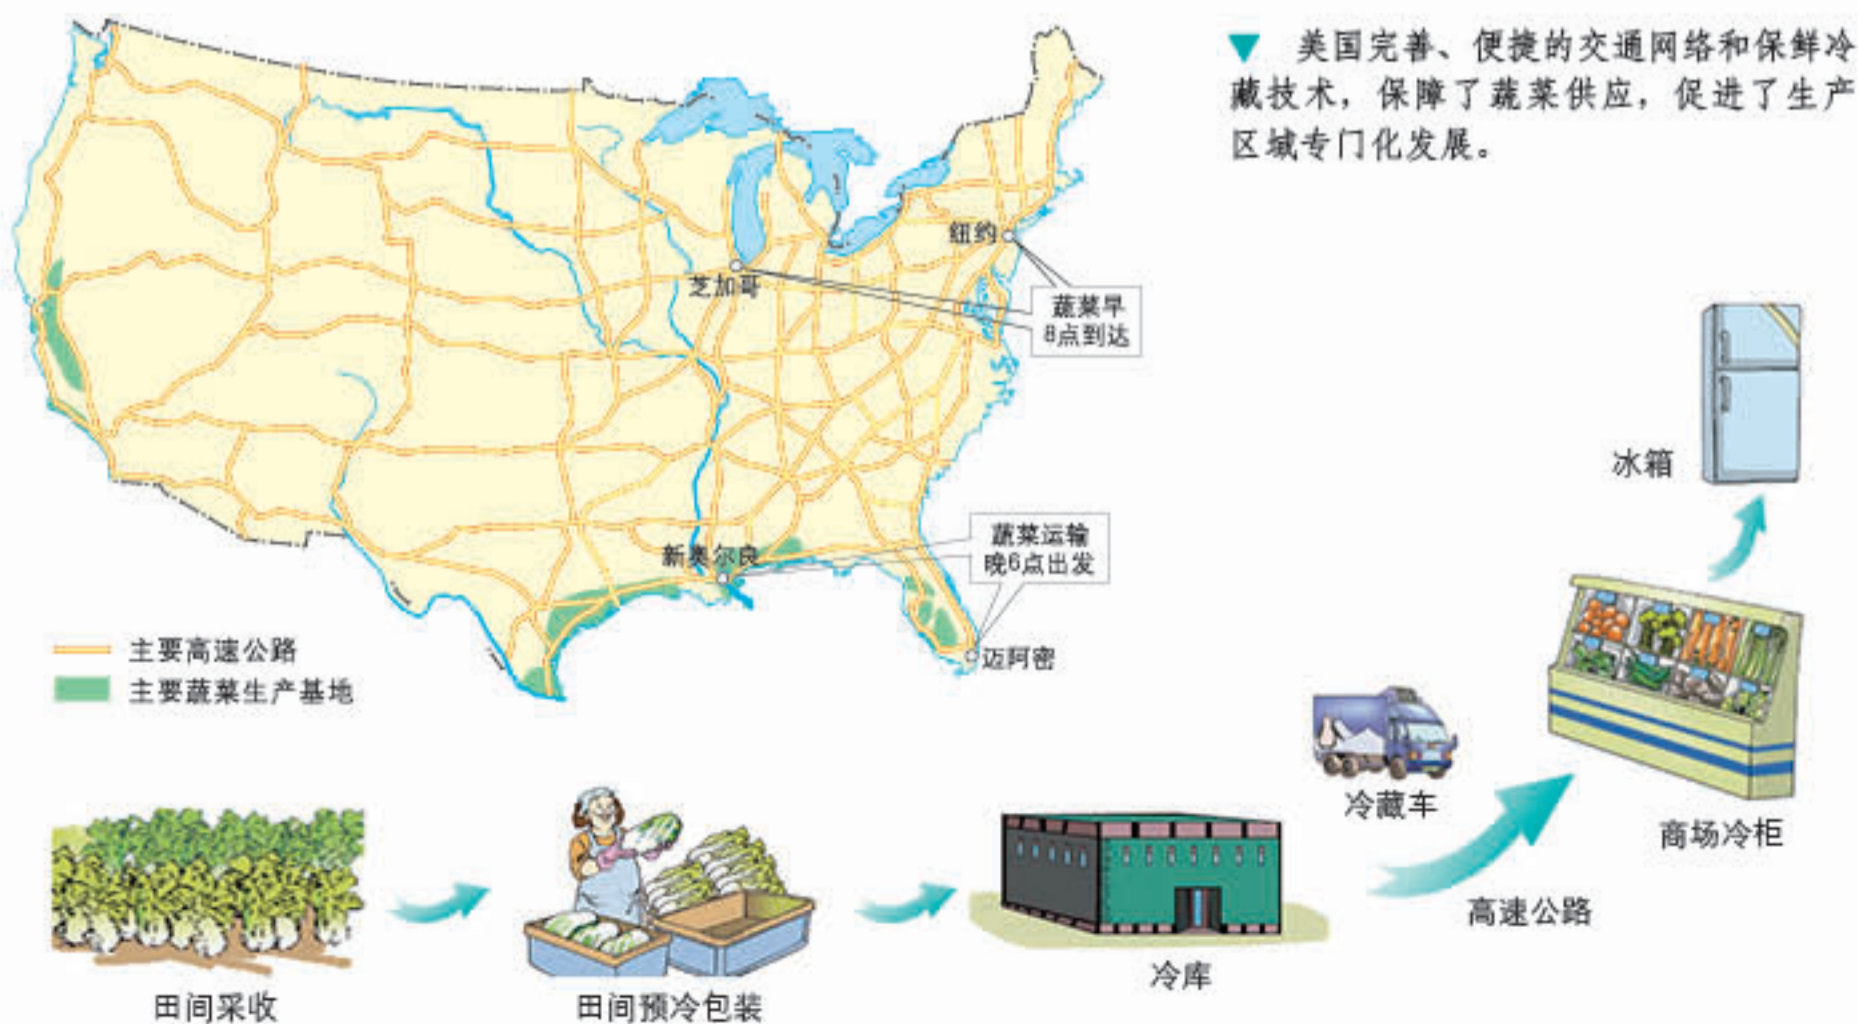 ▼ 美国完善、便捷的交通网络和保鲜冷
藏技术，保障了蔬菜供应，促进了生产
区域专门化发展。
纽约
芝加哥
蔬菜早
8点到达
冰箱
蔬菜运输
晚6点出发
新奥尔良
迈阿密
主要高速公路
主要蔬菜生产基地
冷藏车
商场冷柜
高速公路
冷库
田间采收
田间预冷包装